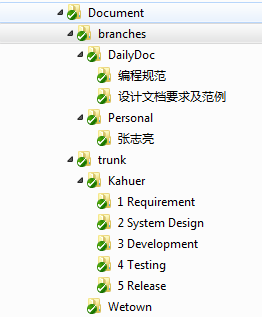 Document
branches
DailyDoc
编程规范
设计文档要求及范例
Personal
张志亮
trunk
Kahuer
1 Requirement
2 System Design
3 Development
4 Testing
5 Release
Wetown